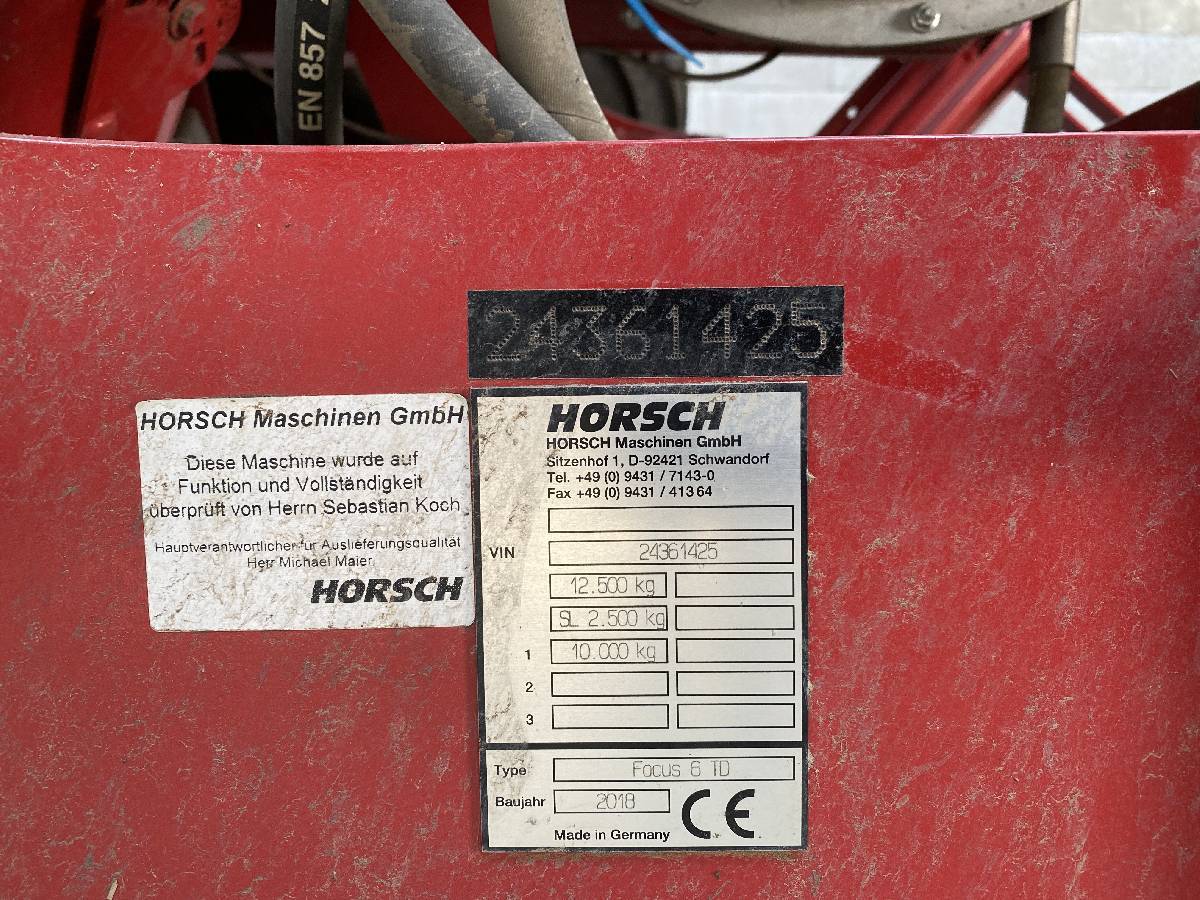 EN 857 2
24361425
HORSCH Maschinen GmbH
Diese Maschine wurde auf
Funktion und Vollständigkeit
überprüft von Herrn Sebastian Koch
Hauptverantwortlicher für Auslieferungsqualität
Herr Michael Maier
HORSCH
HORSCH
HORSCH Maschinen GmbH
Sitzenhof 1, D-92421 Schwandorf
Tel. +49 (0) 9431 / 7143-0
Fax +49 (0) 9431 / 41364
VIN 24361425
12.500 kg
SL 2.500 kg
1 10.000 kg
2
3
Type Focus 6 TD
Baujahr 2018
CE
Made in Germany